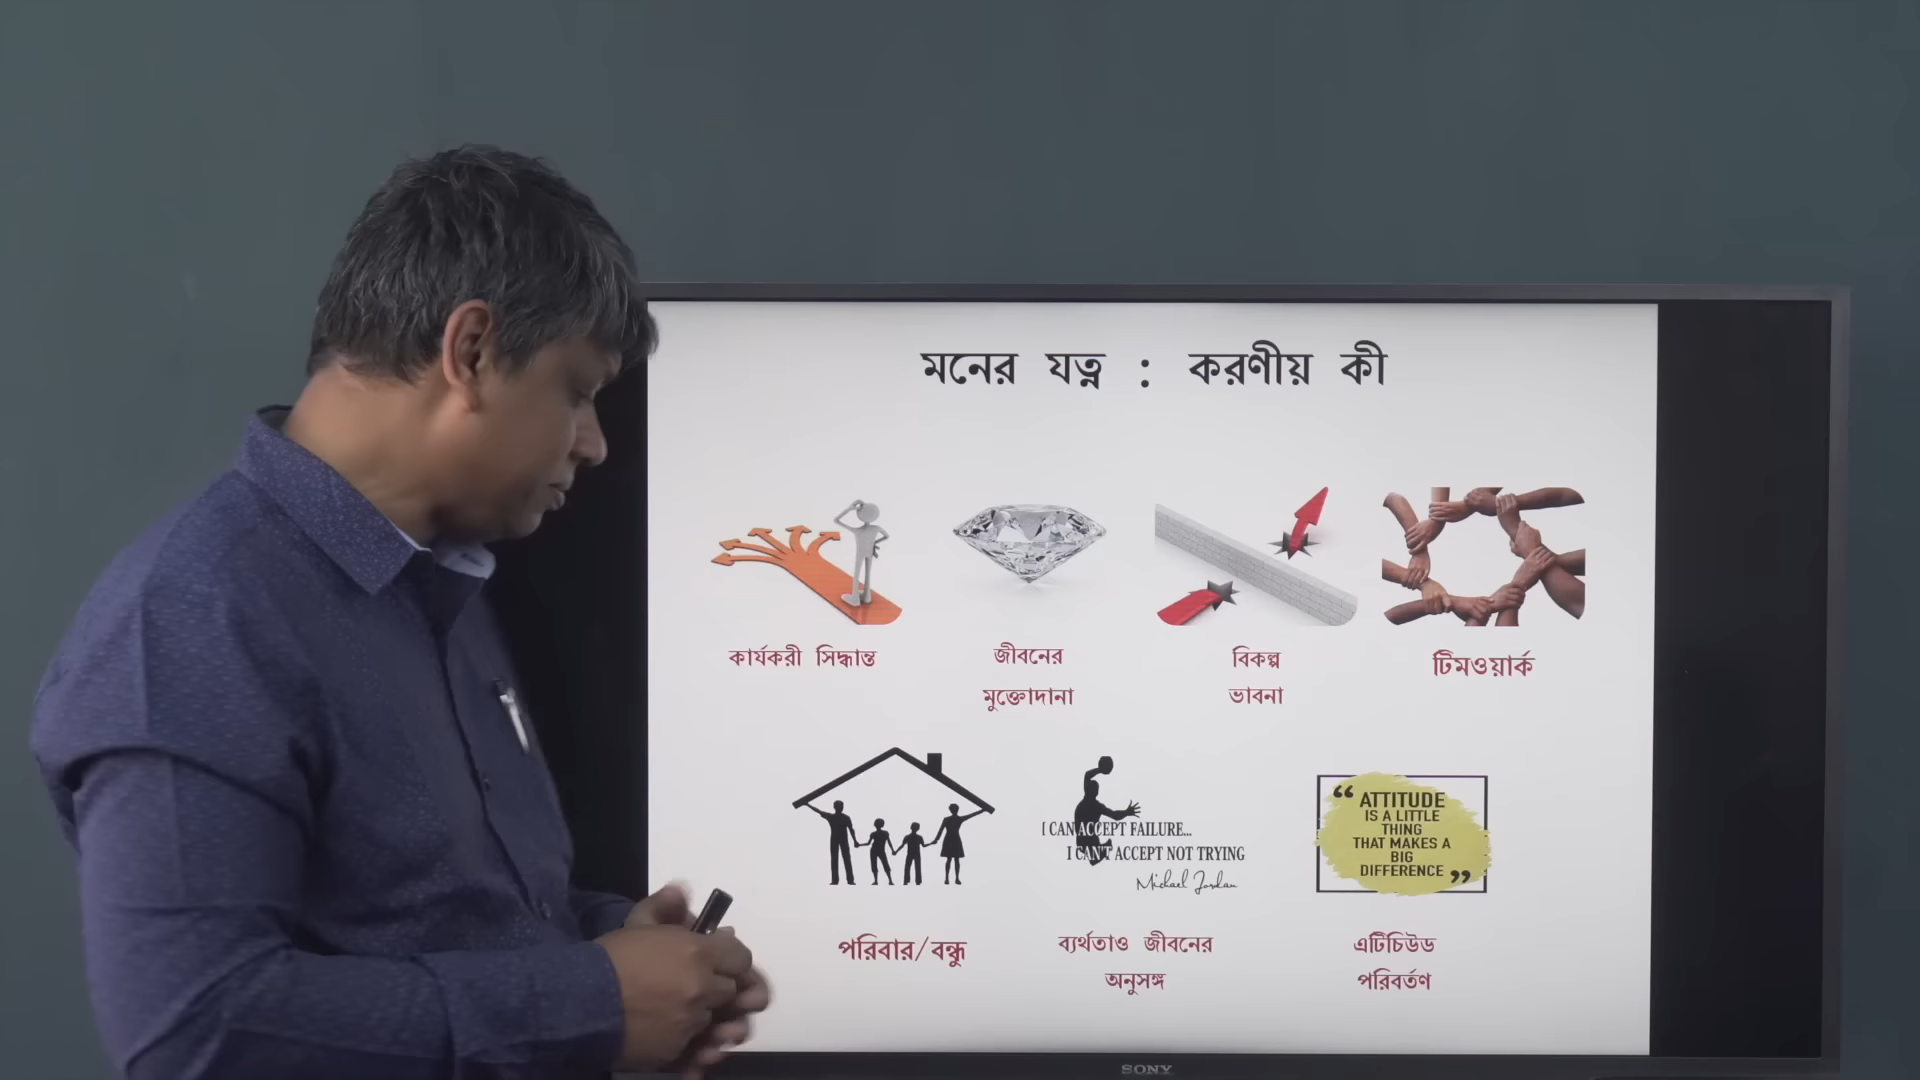 মনের যত্ন : করণীয় কী
কার্যকরী সিদ্ধান্ত
জীবনের
মুক্তোদানা
বিকল্প
ভাবনা
টিমওয়ার্ক
I CAN ACCEPT FAILURE...
I CAN'T ACCEPT NOT TRYING
Michael Jordan
“ ATTITUDE
IS A LITTLE
THING
THAT MAKES A
BIG
DIFFERENCE ”
পরিবার/বন্ধু
ব্যর্থতাও জীবনের
অনুসঙ্গ
এটিচিউড
পরিবর্তণ
SONY